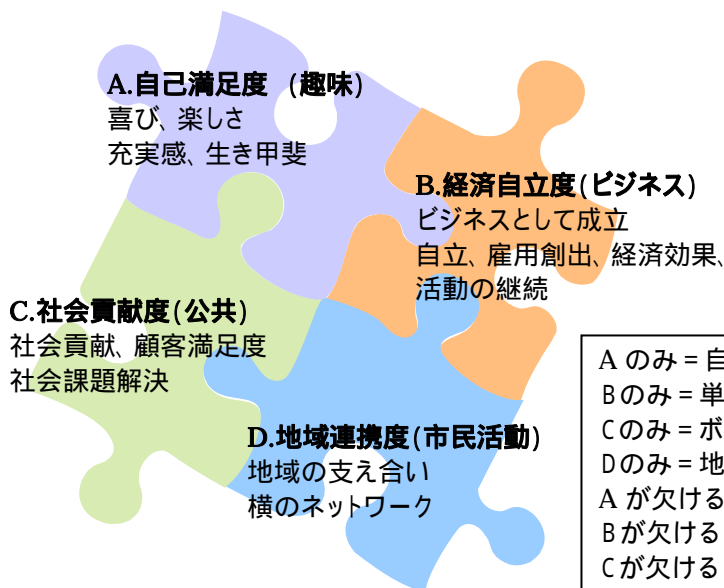 A.自己満足度 (趣味)
喜び、楽しさ
充実感、生き甲斐
B.経済自立度(ビジネス)
ビジネスとして成立
自立、雇用創出、経済効果、
活動の継続
C.社会貢献度(公共)
社会貢献、顧客満足度
社会課題解決
D.地域連携度(市民活動)
地域の支え合い
横のネットワーク
A のみ = 自
Bのみ = 単
Cのみ = ボ
Dのみ = 地
A が欠ける
Bが欠ける
Cが欠ける